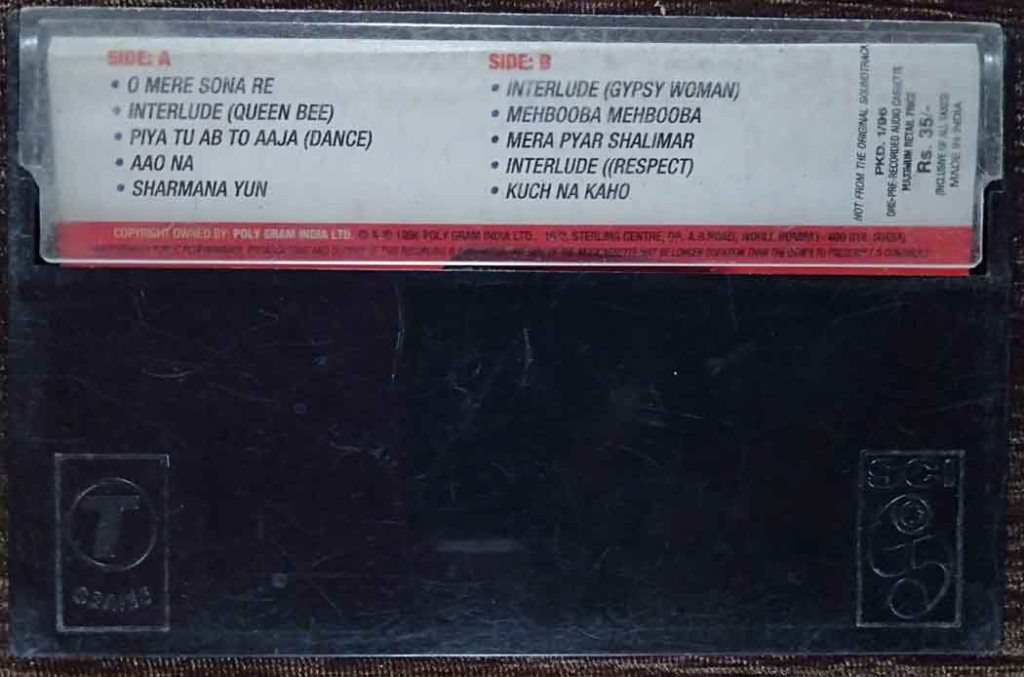 SIDE: A
• O MERE SONA RE
• INTERLUDE (QUEEN BEE)
• PIYA TU AB TO AAJA (DANCE)
• AAO NA
• SHARMANA YUN
SIDE: B
• INTERLUDE (GYPSY WOMAN)
• MEHBOOBA MEHBOOBA
• MERA PYAR SHALIMAR
• INTERLUDE ((RESPECT)
• KUCH NA KAHO
NOT FROM THE ORIGINAL SOUNDTRACK
PKD. 1/96
ONE-PRE-RECORDED AUDIO CASSETTE
MAXIMUM RETAIL PRICE
Rs. 35/-
(INCLUSIVE OF ALL TAXES)
MADE IN INDIA
COPYRIGHT OWNED BY: POLY GRAM INDIA LTD. 1996 POLY GRAM INDIA LTD. STERLING CENTRE, DR. A.B.ROAD, WORLI, BOMBAY-
T
SERIES
SCI